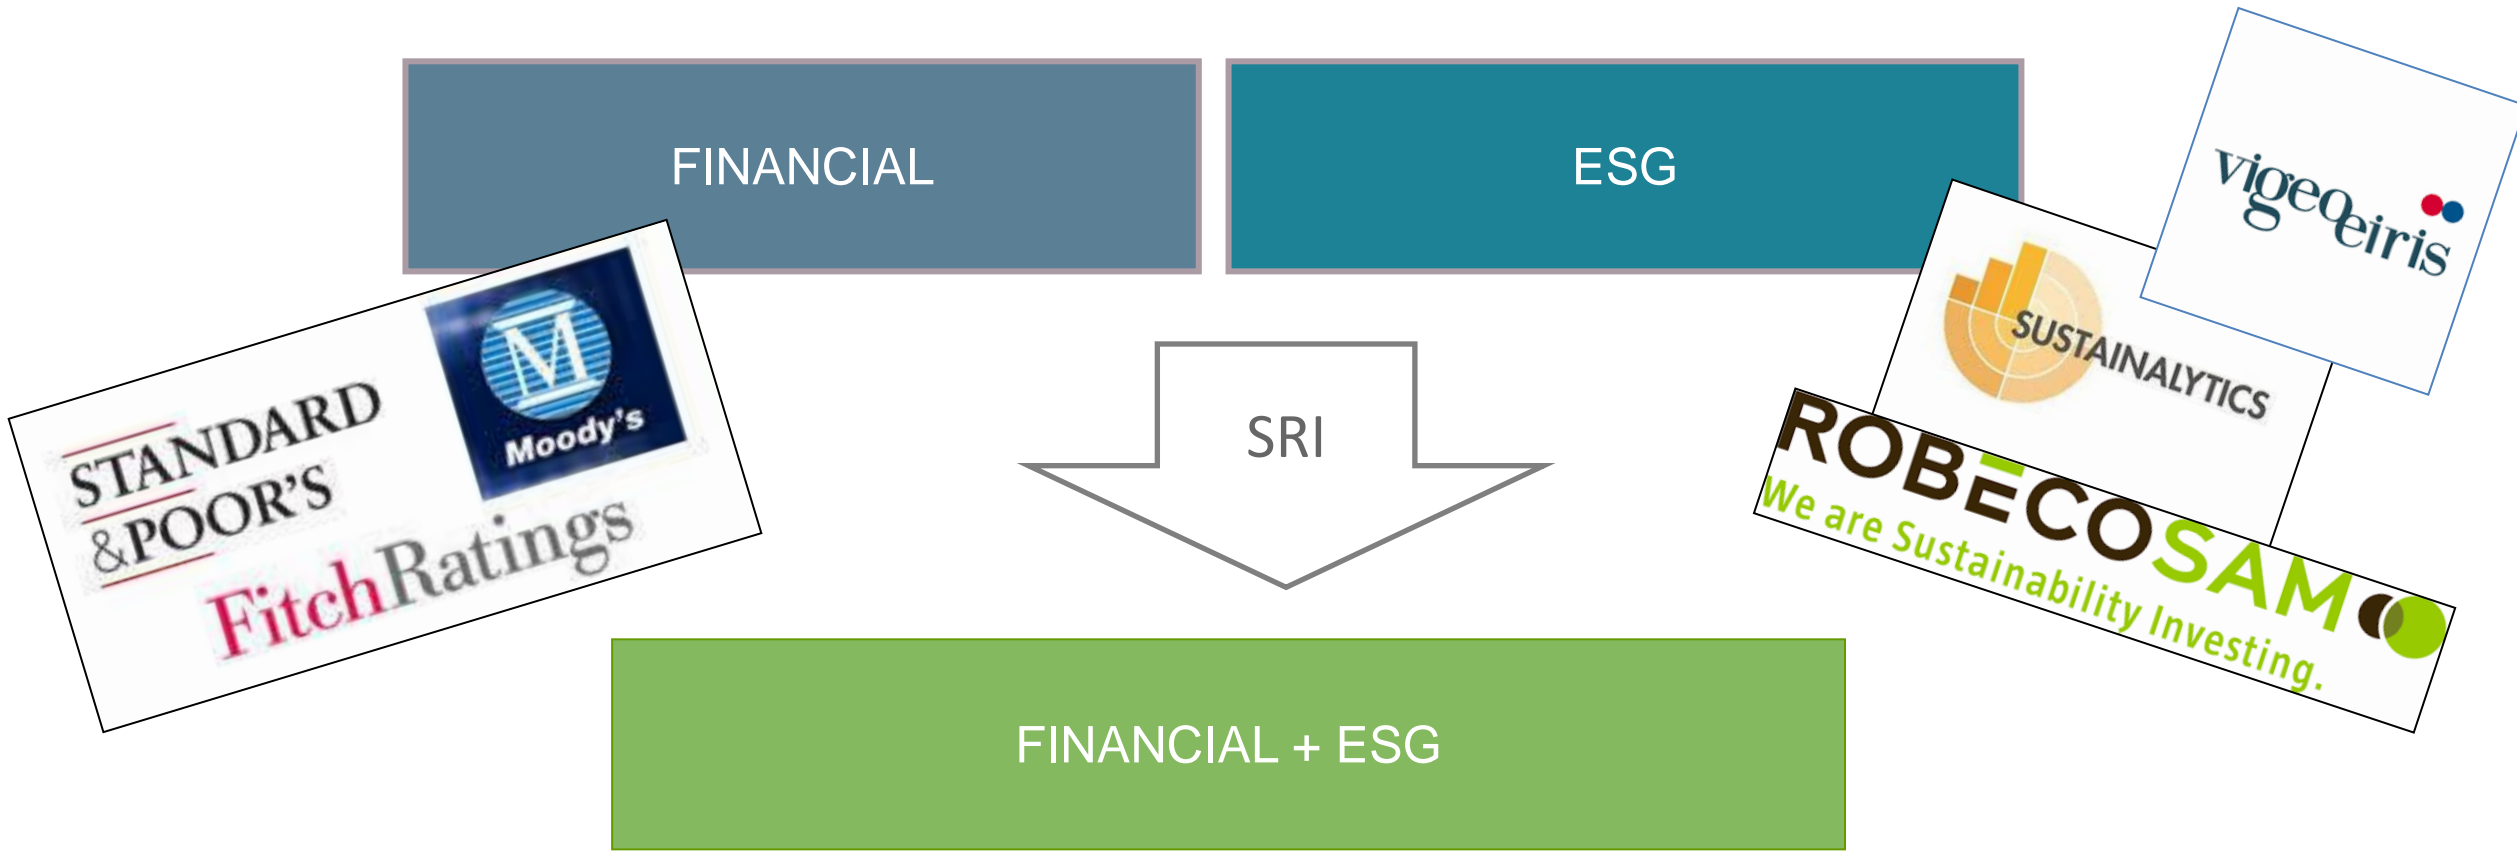 FINANCIAL
ESG
vigeoeiris
SUSTAINALYTICS
ROBECOSAM
We are Sustainability Investing.
M
Moody's
STANDARD
&POOR'S
FitchRatings
SRI
FINANCIAL + ESG